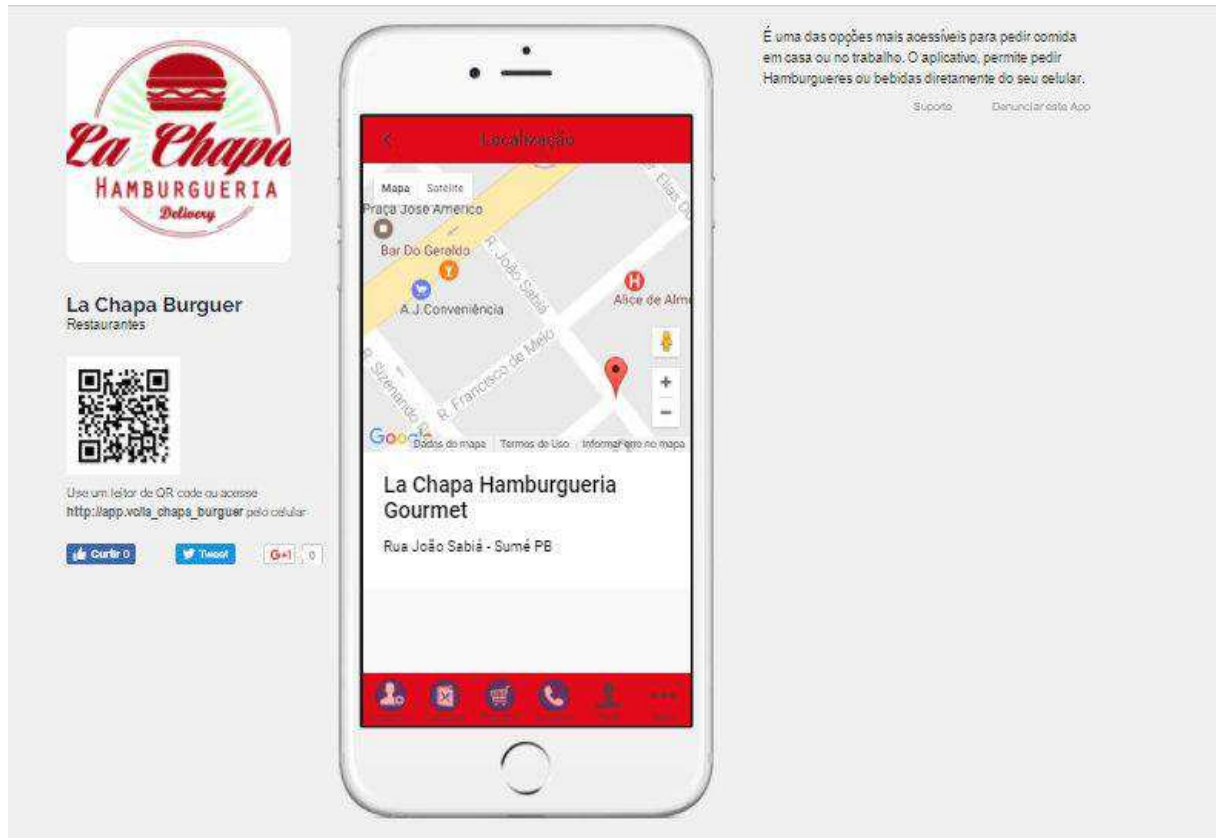 La Chapa
HAMBURGUERIA
Delivery
La Chapa Burguer
Restaurantes
Use um leitor de QR code ou acesse
http://app.vc/la_chapa_burguer pelo celular
Curtir 0
Tweet
G+1
0
Localização
Mapa
Satélite
Praça José Américo
Bar Do Geraldo
A.J.Conveniência
R. João Sabiá
Alice de Alm
R. Francisco de Melo
R. Sizenando
Google
Dados do mapa
Termos de Uso
Informar erro no mapa
La Chapa Hamburgueria
Gourmet
Rua João Sabiá - Sumé PB
É uma das opções mais acessíveis para pedir comida
em casa ou no trabalho. O aplicativo, permite pedir
Hamburgueres ou bebidas diretamente do seu celular.
Suporte
Denunciar este App